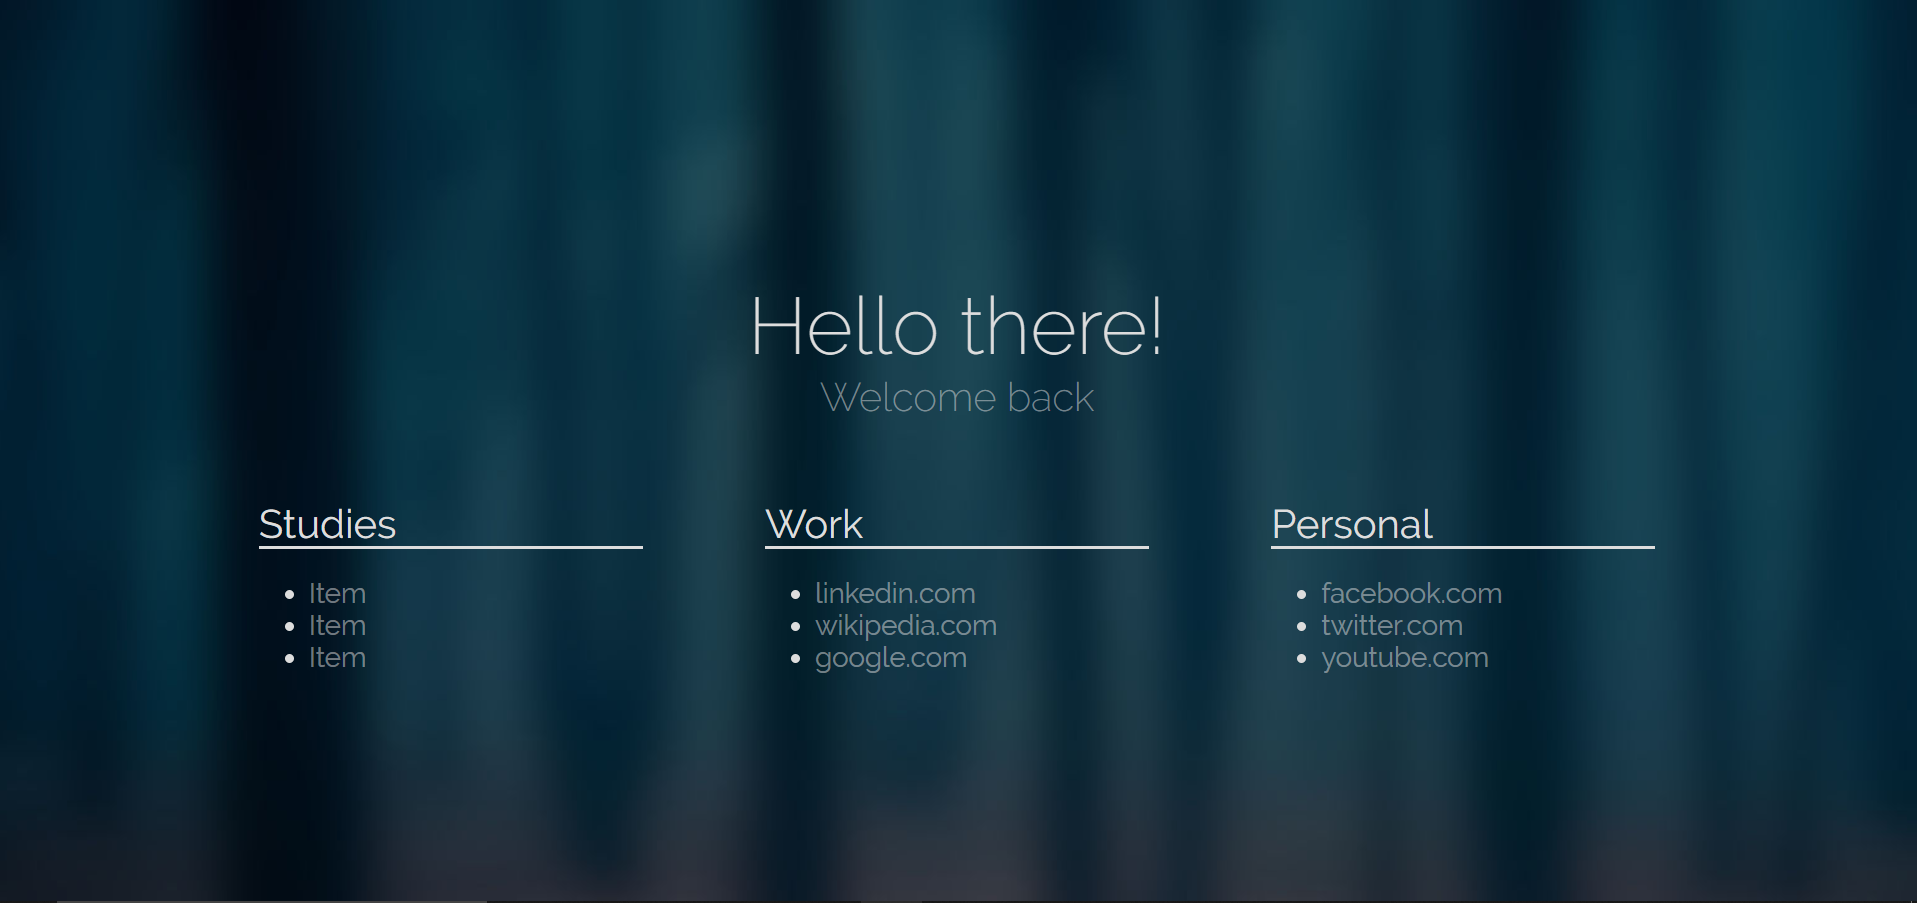 Hello there!
Welcome back
Studies
Item
Item
Item
Work
linkedin.com
wikipedia.com
google.com
Personal
facebook.com
twitter.com
youtube.com